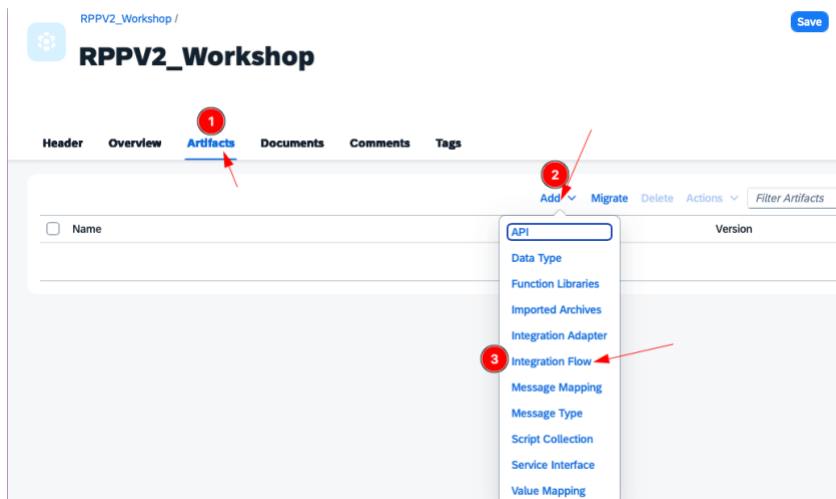 RPPV2_Workshop /
Save
RPPV2_Workshop
1
Header Overview Artifacts Documents Comments Tags
2
Add Migrate Delete Actions Filter Artifacts
Name Version
API
Data Type
Function Libraries
Imported Archives
Integration Adapter
3 Integration Flow
Message Mapping
Message Type
Script Collection
Service Interface
Value Mapping